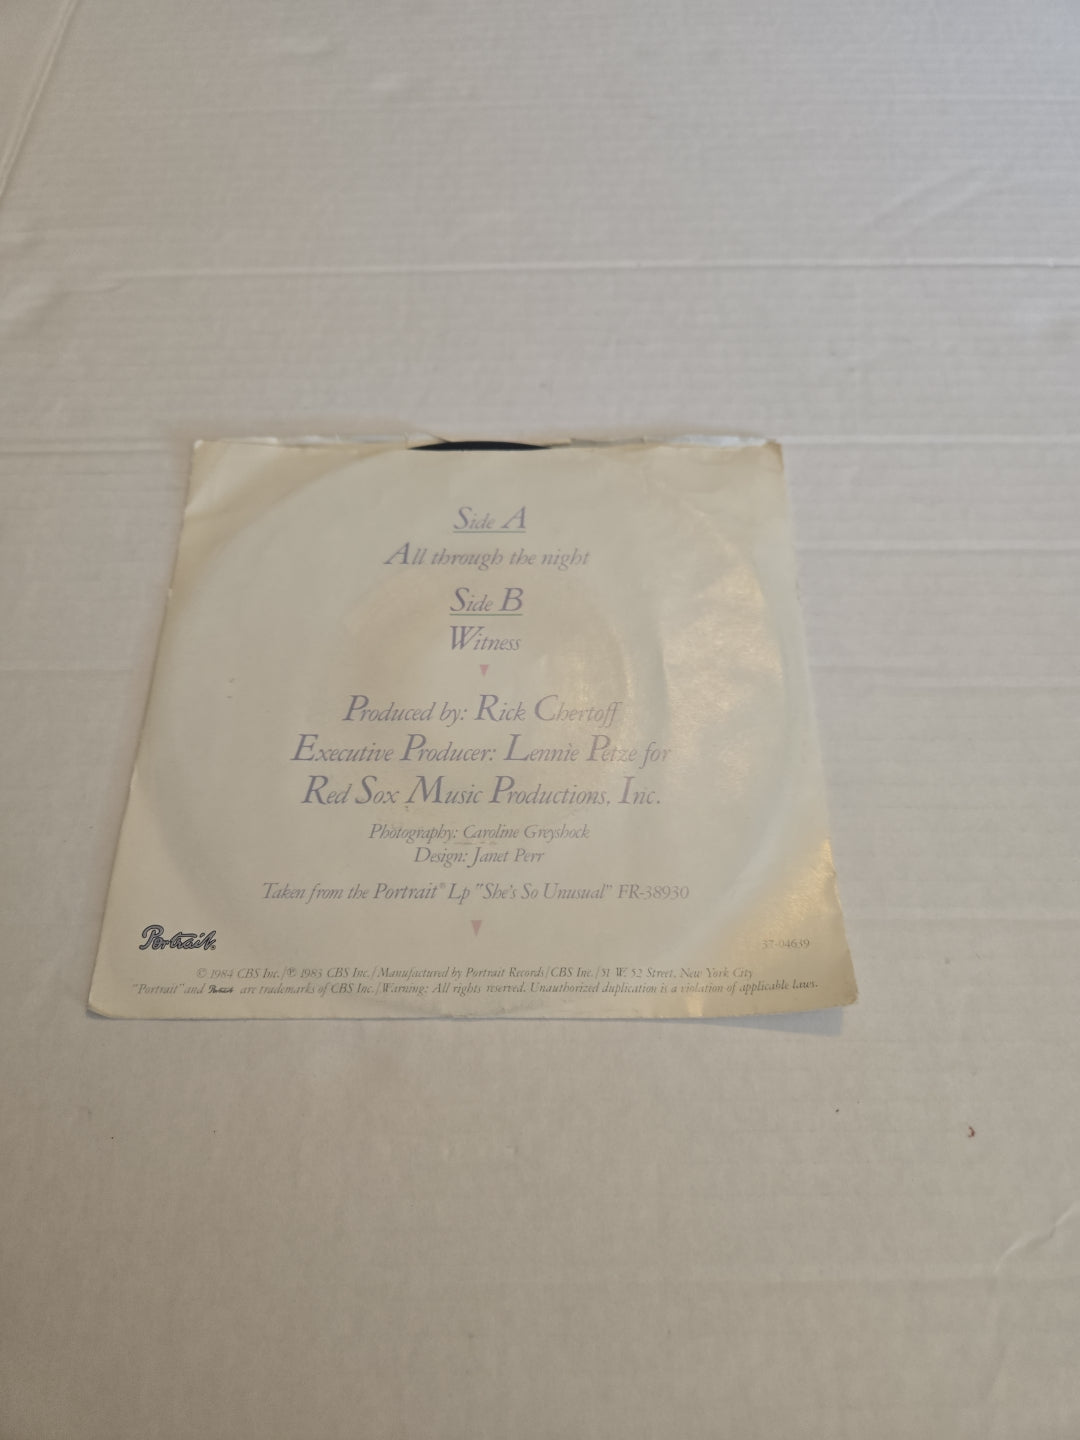 Side A
All through the night
Side B
Witness
Produced by: Rick Chertoff
Executive Producer: Lennie Petze for
Red Sox Music Productions, Inc.
Photography: Caroline Greyshock
Design: Janet Perr
Taken from the Portrait® Lp "She's So Unusual" FR-38930
Portrait.
37-04639
© 1984 CBS Inc./℗ 1983 CBS Inc./Manufactured by Portrait Records/CBS Inc./51 W. 52 Street, New York City
"Portrait" and Portrait are trademarks of CBS Inc./Warning: All rights reserved. Unauthorized duplication is a violation of applicable laws.